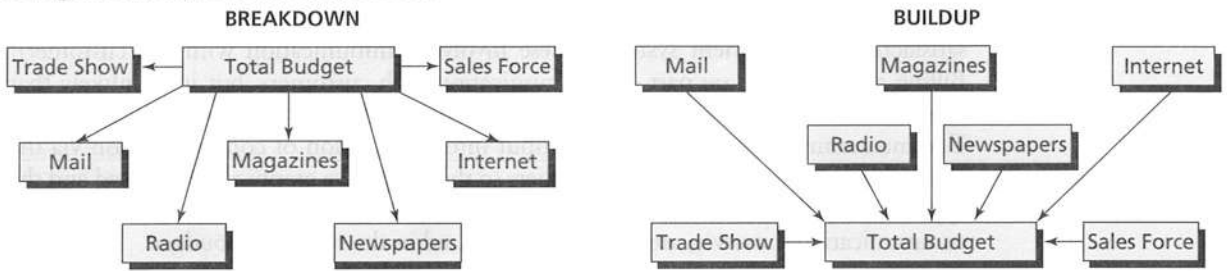 BREAKDOWN
Trade Show
Total Budget
Sales Force
Mail
Magazines
Internet
Radio
Newspapers
BUILDUP
Mail
Magazines
Internet
Radio
Newspapers
Trade Show
Total Budget
Sales Force